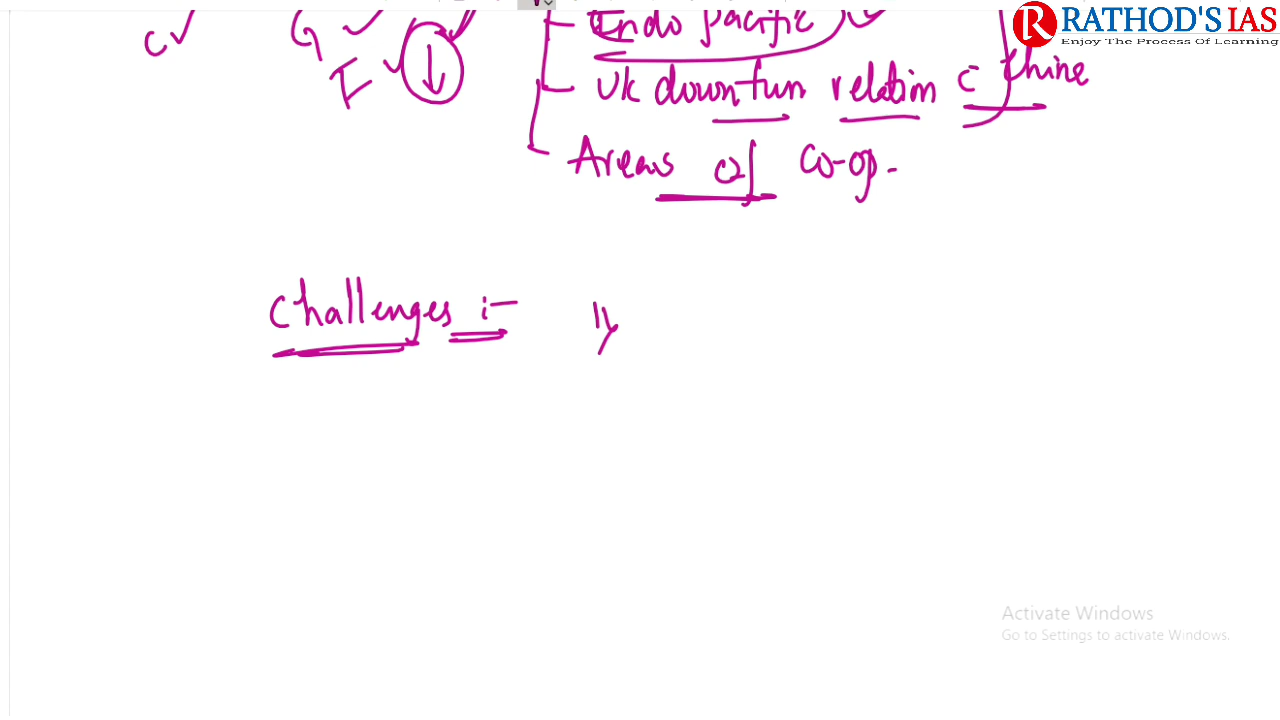 RATHOD'S IAS
Enjoy The Process Of Learning
C G Endo pacific
I UK downturn relation c China
Areas of Co-op -
Challenges :- 1)
Activate Windows
Go to Settings to activate Windows.